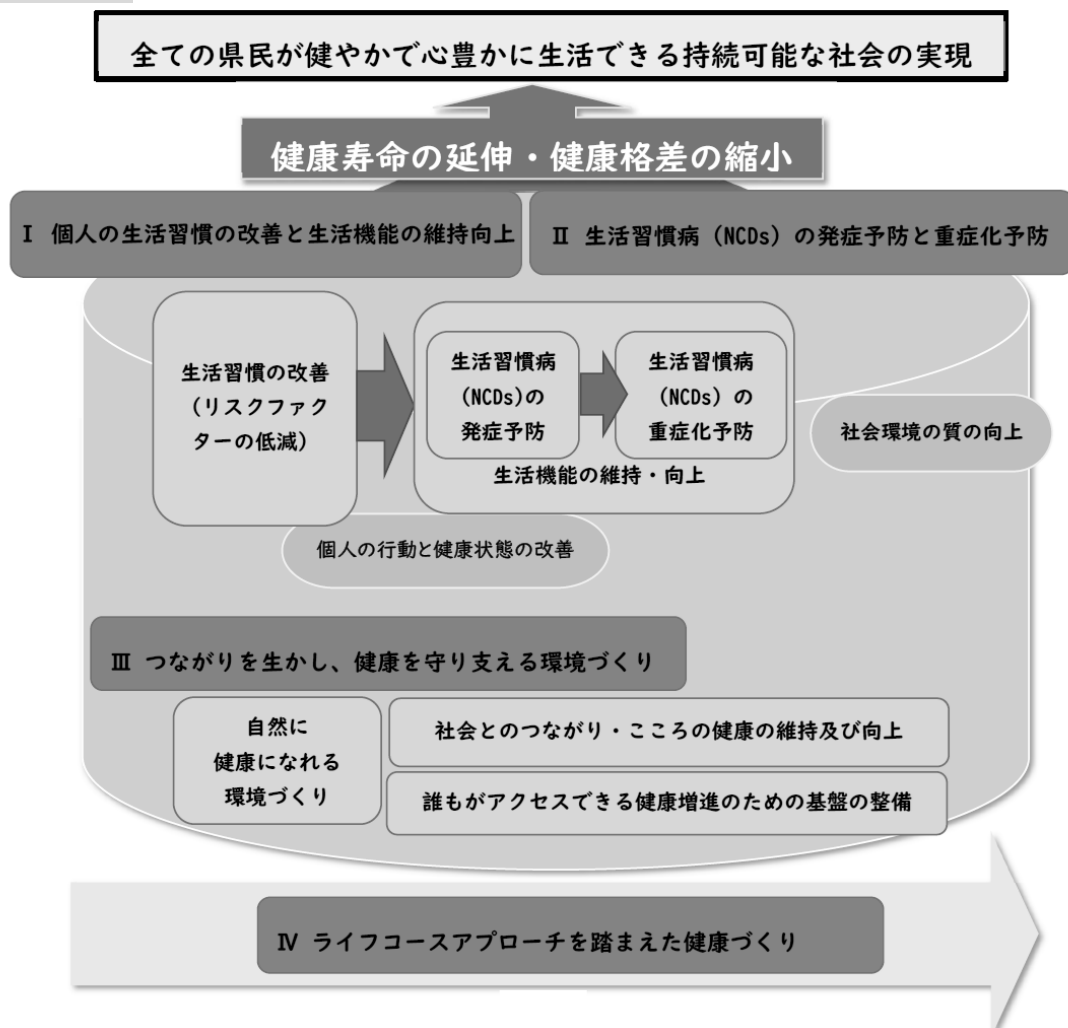 全ての県民が健やかで心豊かに生活できる持続可能な社会の実現
健康寿命の延伸・健康格差の縮小
Ⅰ 個人の生活習慣の改善と生活機能の維持向上
Ⅱ 生活習慣病（NCDs）の発症予防と重症化予防
生活習慣の改善
（リスクファク
ターの低減）
生活習慣病
(NCDs)の
発症予防
生活習慣病
（NCDs）の
重症化予防
生活機能の維持・向上
社会環境の質の向上
個人の行動と健康状態の改善
Ⅲ つながりを生かし、健康を守り支える環境づくり
自然に
健康になれる
環境づくり
社会とのつながり・こころの健康の維持及び向上
誰もがアクセスできる健康増進のための基盤の整備
Ⅳ ライフコースアプローチを踏まえた健康づくり